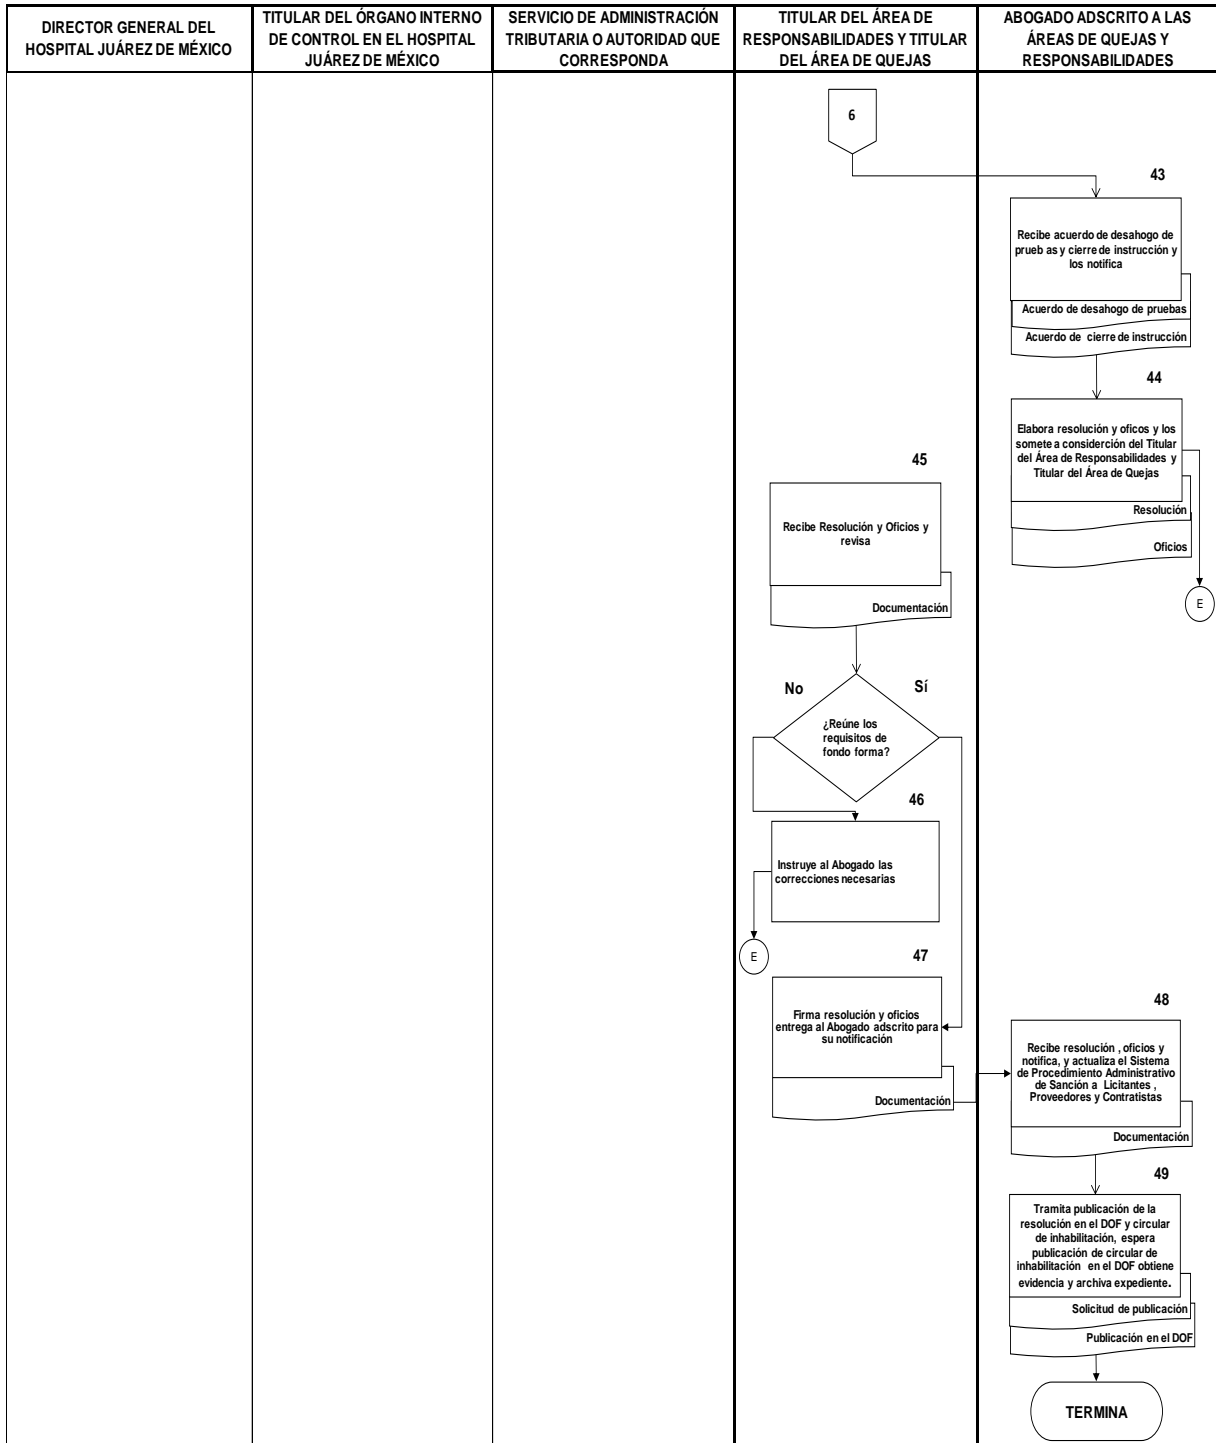 DIRECTOR GENERAL DEL
HOSPITAL JUÁREZ DE MÉXICO
TITULAR DEL ÓRGANO INTERNO
DE CONTROL EN EL HOSPITAL
JUÁREZ DE MÉXICO
SERVICIO DE ADMINISTRACIÓN
TRIBUTARIA O AUTORIDAD QUE
CORRESPONDA
TITULAR DEL ÁREA DE
RESPONSABILIDADES Y TITULAR
DEL ÁREA DE QUEJAS
ABOGADO ADSCRITO A LAS
ÁREAS DE QUEJAS Y
RESPONSABILIDADES
6
43
Recibe acuerdo de desahogo de
prueb as y cierre de instrucción y
los notifica
Acuerdo de desahogo de pruebas
Acuerdo de cierre de instrucción
44
Elabora resolución y oficos y los
somete a considerción del Titular
del Área de Responsabilidades y
Titular del Área de Quejas
Resolución
Oficios
E
45
Recibe Resolución y Oficios y
revisa
Documentación
No
Sí
¿Reúne los
requisitos de
fondo forma?
46
Instruye al Abogado las
correcciones necesarias
E
47
Firma resolución y oficios
entrega al Abogado adscrito para
su notificación
Documentación
48
Recibe resolución , oficios y
notifica, y actualiza el Sistema
de Procedimiento Administrativo
de Sanción a Licitantes ,
Proveedores y Contratistas
Documentación
49
Tramita publicación de la
resolución en el DOF y circular
de inhabilitación, espera
publicación de circular de
inhabilitación en el DOF obtiene
evidencia y archiva expediente.
Solicitud de publicación
Publicación en el DOF
TERMINA